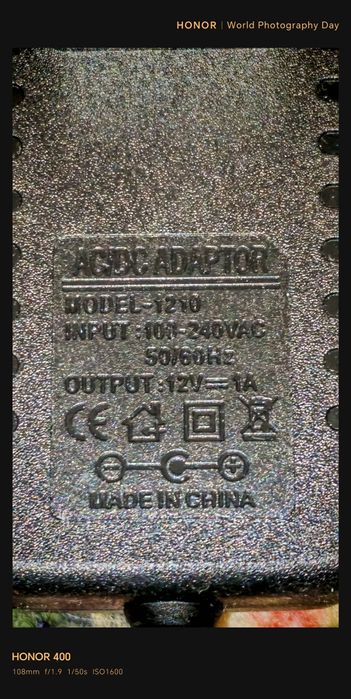 HONOR | World Photography Day
AC/DC ADAPTOR
MODEL-1210
INPUT :100-240VAC
50/60Hz
OUTPUT :12V⎓1A
CE
MADE IN CHINA
HONOR 400
108mm f/1.9 1/50s ISO1600